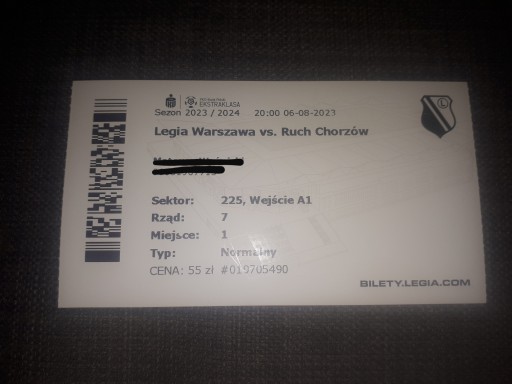 EKSTRAKLASA
Sezon 2023 / 2024 20:00 06-08-2023
Legia Warszawa vs. Ruch Chorzów
Sektor: 225, Wejście A1
Rząd: 7
Miejsce: 1
Typ: Normalny
CENA: 55 zł #019705490
BILETY.LEGIA.COM